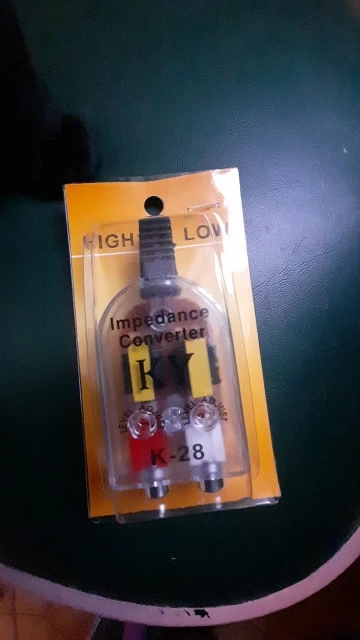 HIGH LOW
Impedance
Converter
KY
LEVEL ADJUST LEVEL ADJUST
K-28